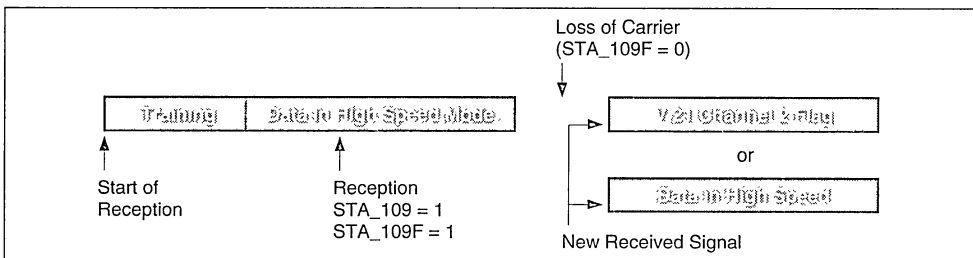 Loss of Carrier
(STA_109F = 0)
Training
Data in High Speed Mode
V.21 Channel 2 Flag
or
Data in High Speed
Start of
Reception
Reception
STA_109 = 1
STA_109F = 1
New Received Signal